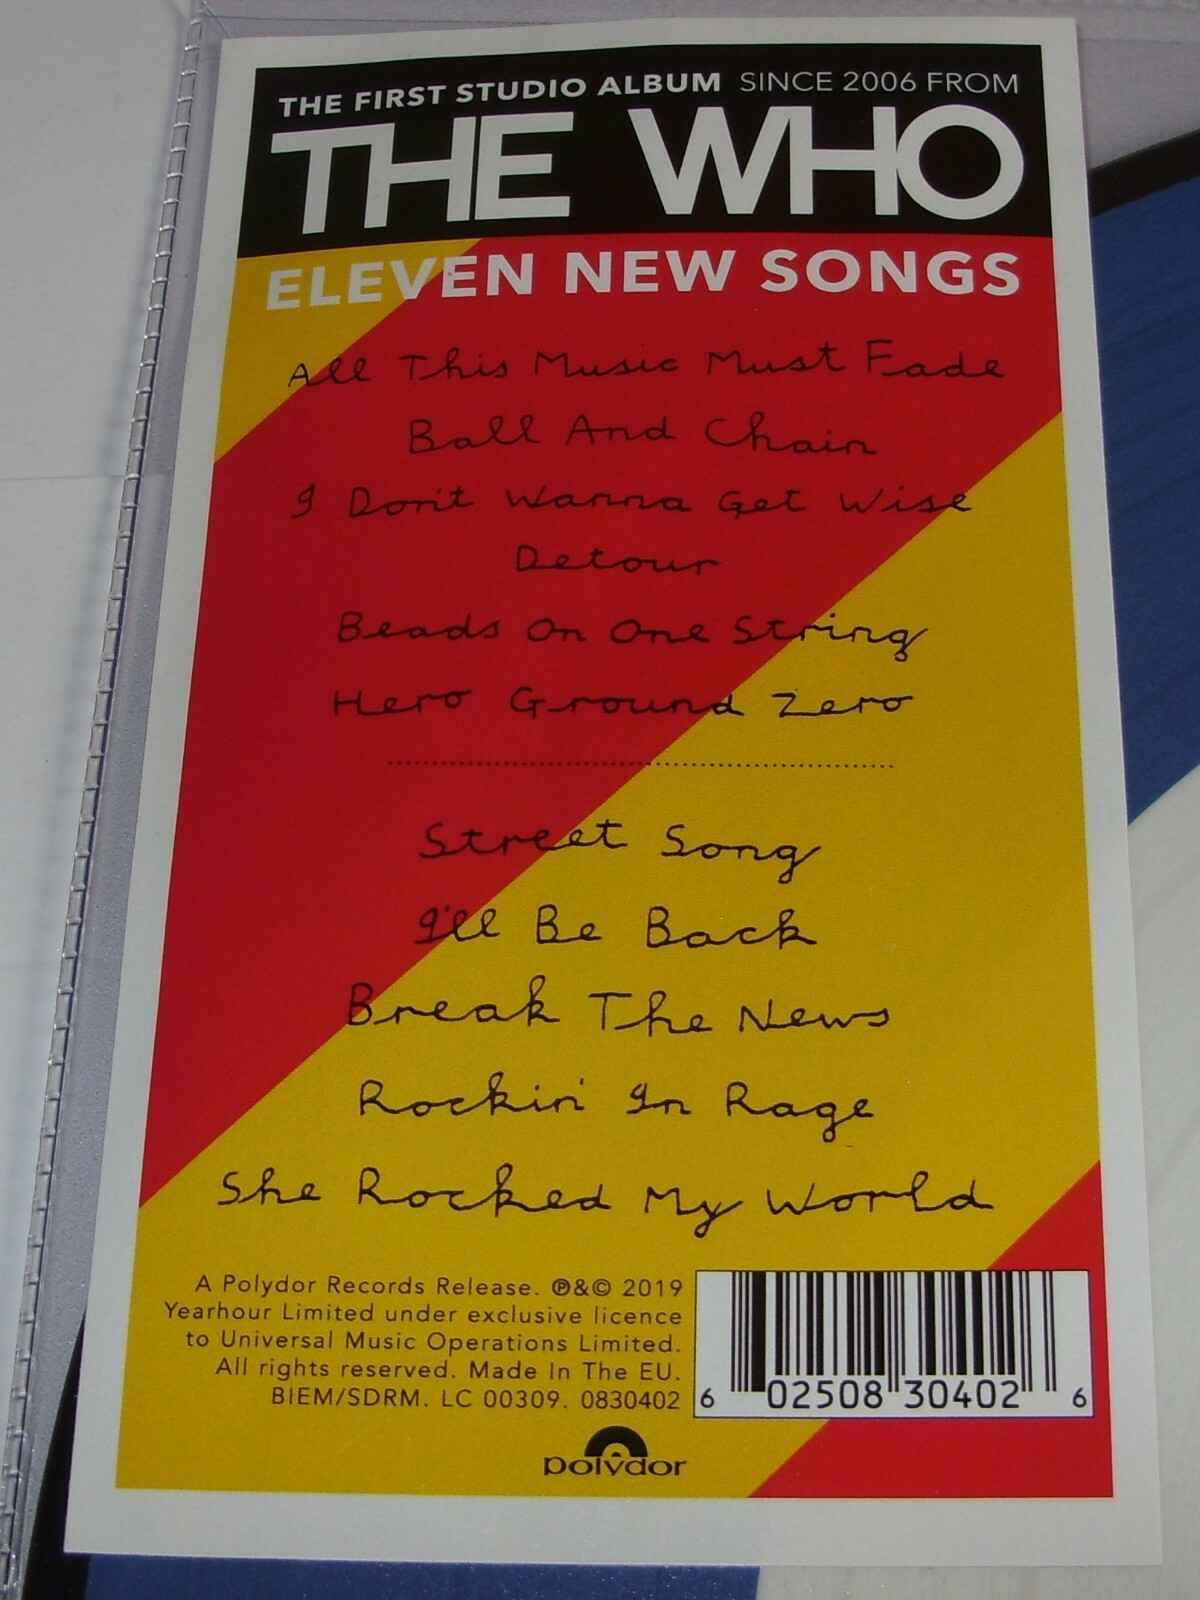 THE FIRST STUDIO ALBUM SINCE 2006 FROM
THE WHO
ELEVEN NEW SONGS
All This Music Must Fade
Ball And Chain
I Don't Wanna Get Wise
Detour
Beads On One String
Hero Ground Zero
Street Song
I'll Be Back
Break The News
Rockin' In Rage
She Rocked My World
A Polydor Records Release. ℗&© 2019
Yearhour Limited under exclusive licence
to Universal Music Operations Limited.
All rights reserved. Made In The EU.
BIEM/SDRM. LC 00309. 0830402
6 02508 30402 6
polydor